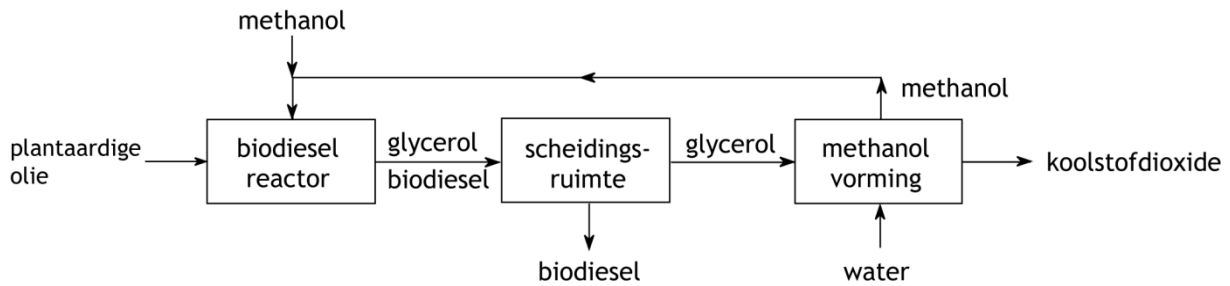 methanol
methanol
plantaardige
olie
biodiesel
reactor
glycerol
biodiesel
scheidings-
ruimte
glycerol
methanol
vorming
koolstofdioxide
biodiesel
water